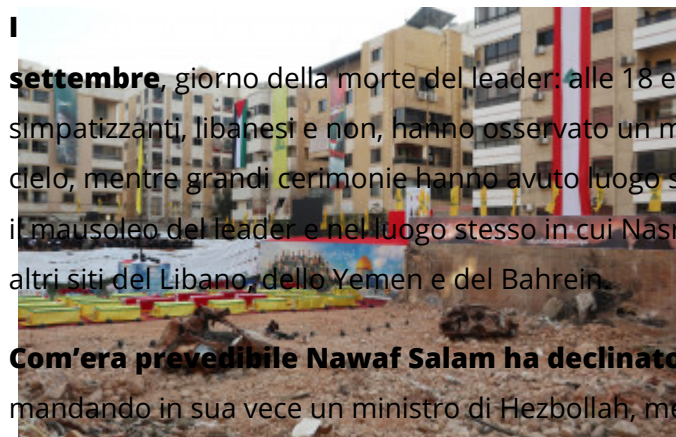 I
settembre, giorno della morte del leader: alle 18 e
simpatizzanti, libanesi e non, hanno osservato un m
cielo, mentre grandi cerimonie hanno avuto luogo s
il mausoleo del leader e nel luogo stesso in cui Nasr
altri siti del Libano, dello Yemen e del Bahrein.
Com'era prevedibile Nawaf Salam ha declinato
mandando in sua vece un ministro di Hezbollah, me